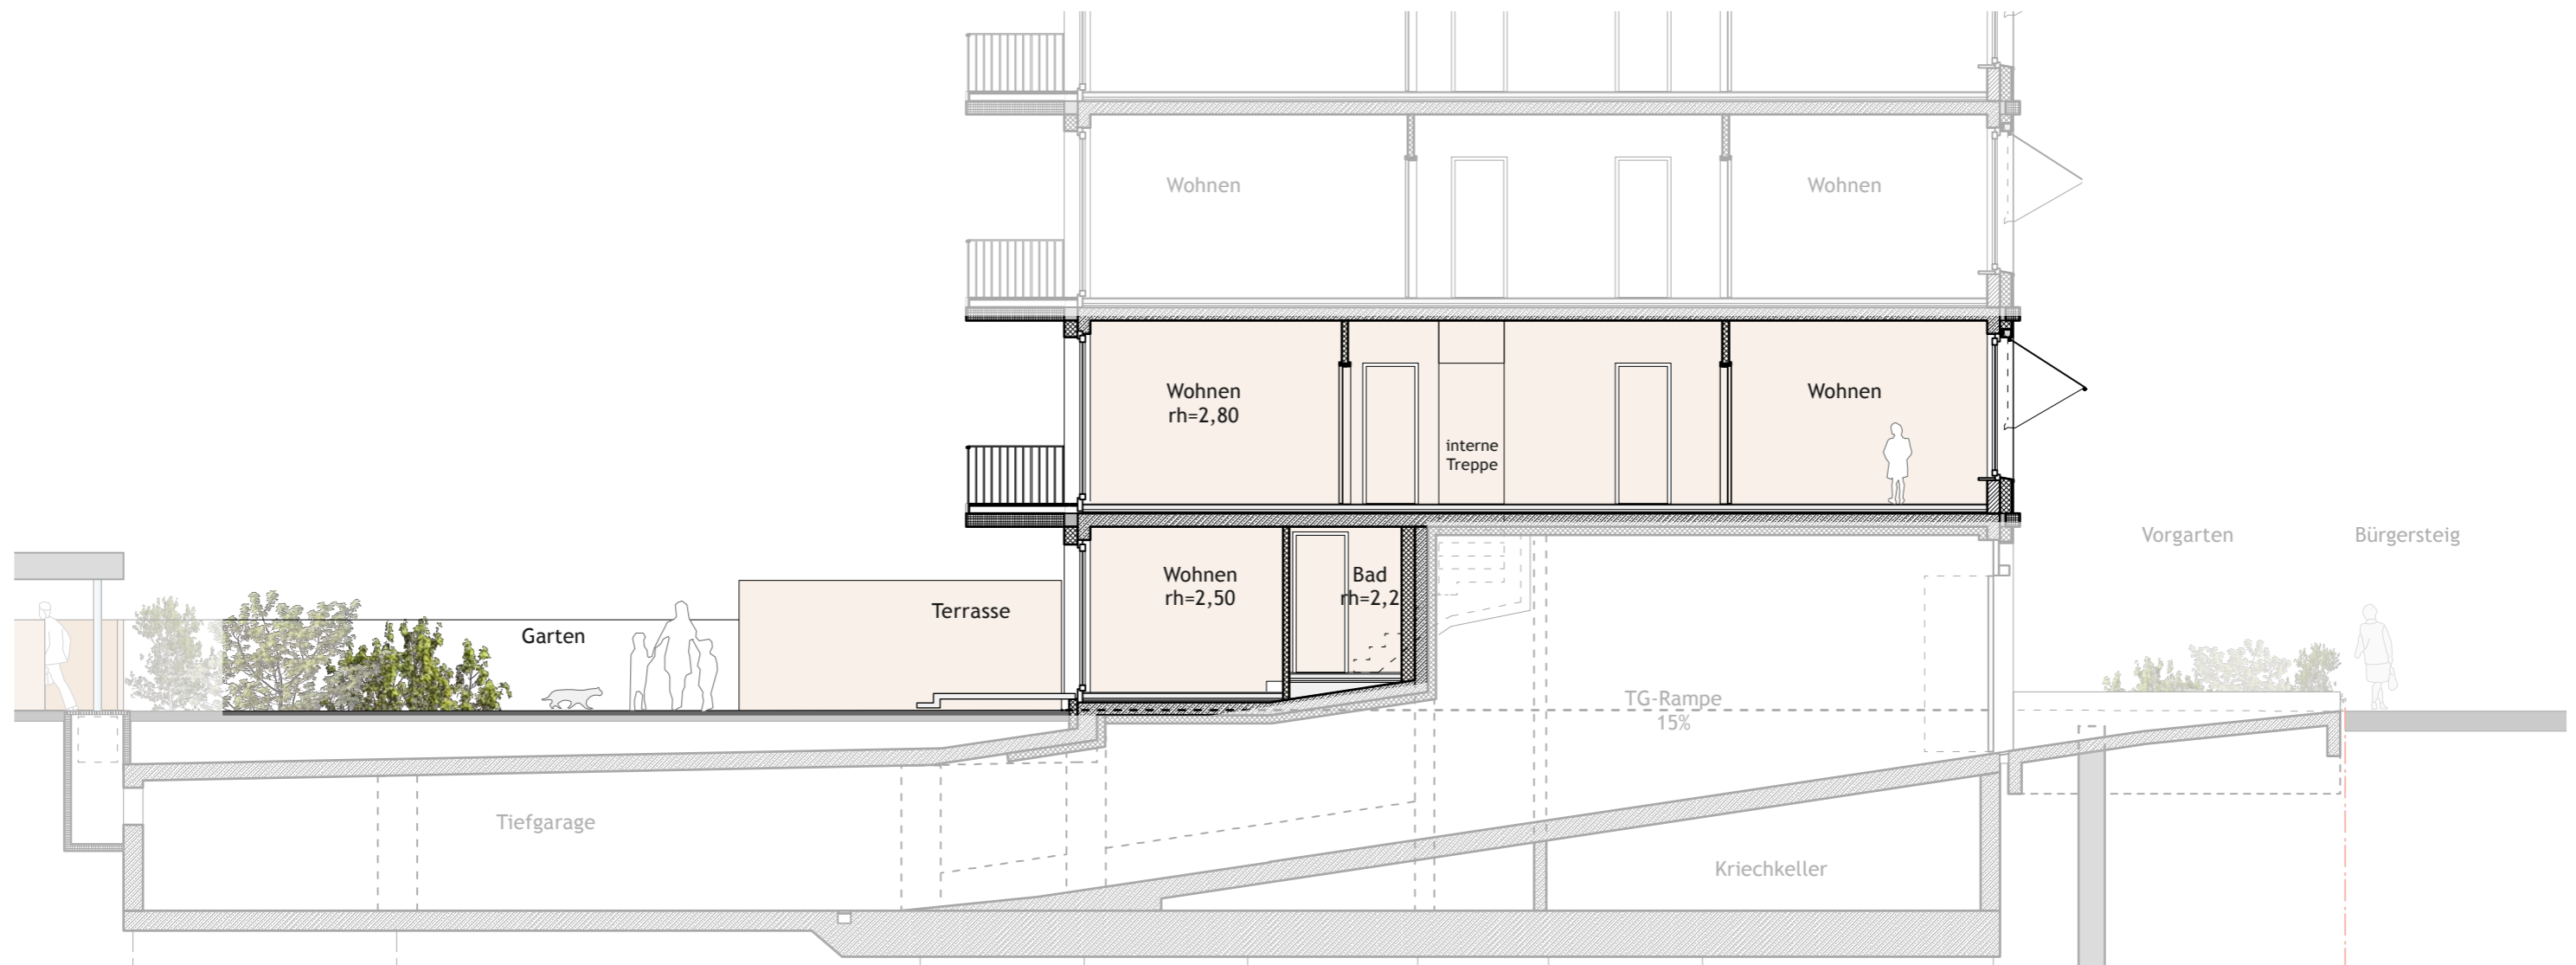 Wohnen
Wohnen
Wohnen
rh=2,80
Wohnen
interne
Treppe
Vorgarten
Bürgersteig
Wohnen
rh=2,50
Bad
rh=2,2
Terrasse
Garten
TG-Rampe
15%
Tiefgarage
Kriechkeller